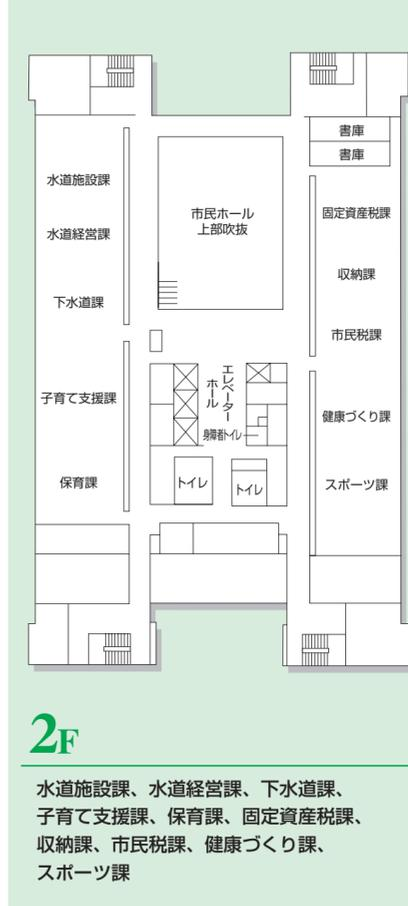 書庫
書庫
水道施設課
水道経営課
下水道課
子育て支援課
保育課
市民ホール
上部吹抜
エレベーター
ホール
身障者トイレ
トイレ
トイレ
固定資産税課
収納課
市民税課
健康づくり課
スポーツ課
2F
水道施設課、水道経営課、下水道課、
子育て支援課、保育課、固定資産税課、
収納課、市民税課、健康づくり課、
スポーツ課